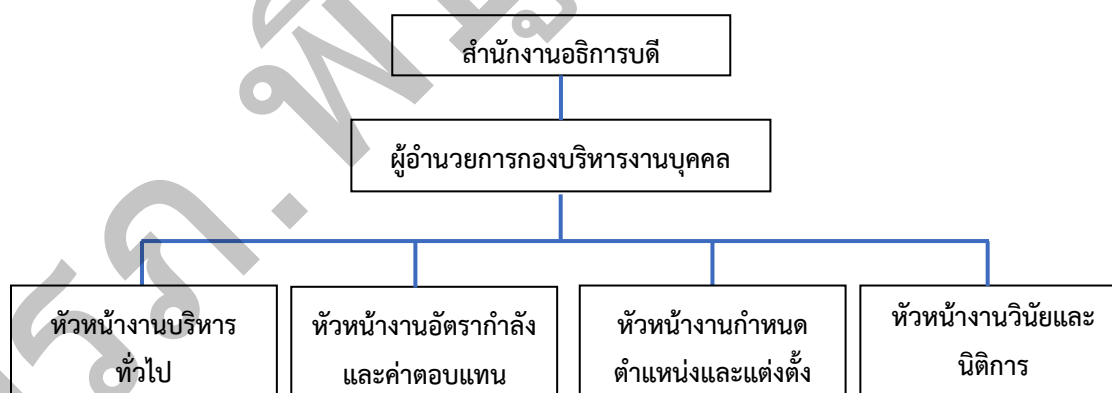 สำนักงานอธิการบดี
ผู้อำนวยการกองบริหารงานบุคคล
หัวหน้างานบริหาร
ทั่วไป
หัวหน้างานอัตรากำลัง
และค่าตอบแทน
หัวหน้างานกำหนด
ตำแหน่งและแต่งตั้ง
หัวหน้างานวินัยและ
นิติการ